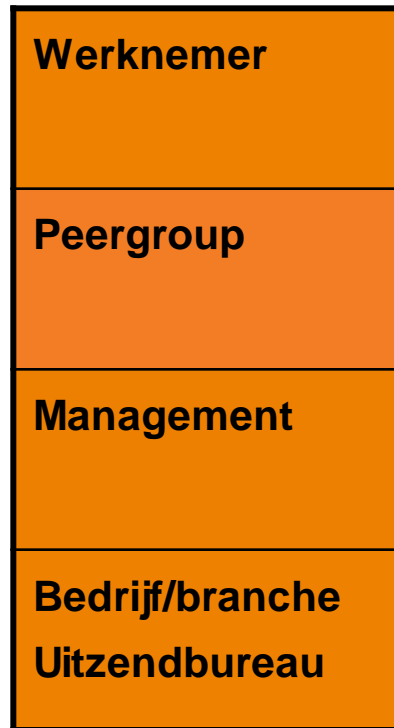 Werknemer
Peergroup
Management
Bedrijf/branche
Uitzendbureau